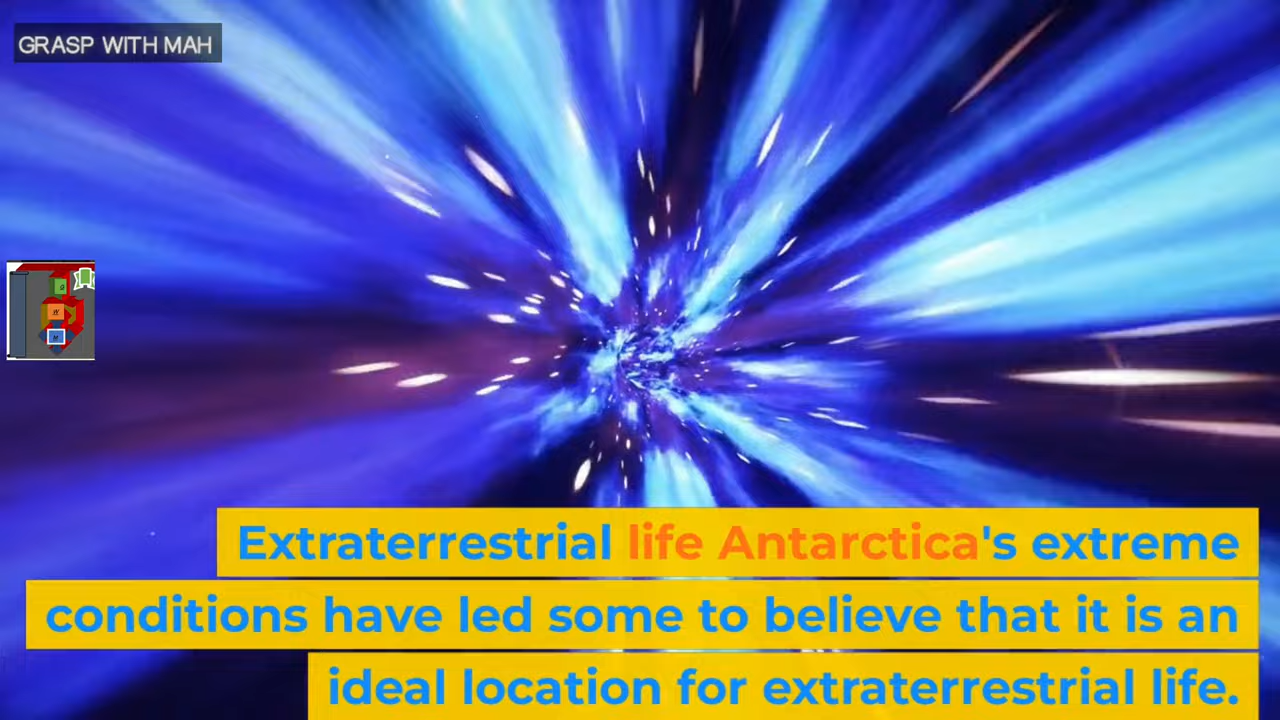 GRASP WITH MAH
Extraterrestrial life Antarctica's extreme
conditions have led some to believe that it is an
ideal location for extraterrestrial life.